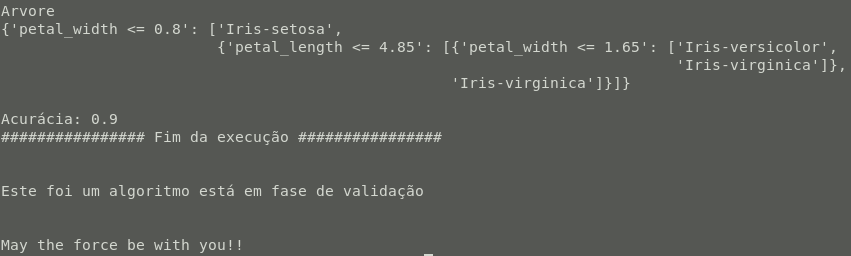 Arvore
{'petal_width <= 0.8': ['Iris-setosa',
{'petal_length <= 4.85': [{'petal_width <= 1.65': ['Iris-versicolor',
'Iris-virginica']},
'Iris-virginica']}]}
Acurácia: 0.9
################ Fim da execução ################
Este foi um algoritmo está em fase de validação
May the force be with you!!